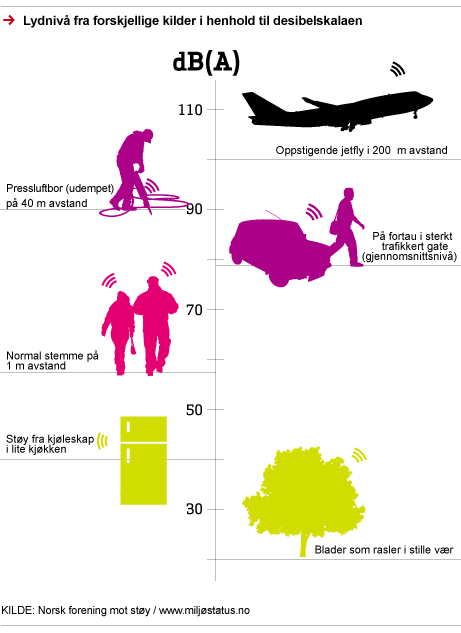 → Lydnivå fra forskjellige kilder i henhold til desibelskalaen
dB(A)
110
Oppstigende jetfly i 200 m avstand
Pressluftbor (udempet)
på 40 m avstand
90
På fortau i sterkt
trafikkert gate
(gjennomsnittsnivå)
70
Normal stemme på
1 m avstand
50
Støy fra kjøleskap
i lite kjøkken
30
Blader som rasler i stille vær
KILDE: Norsk forening mot støy / www.miljøstatus.no